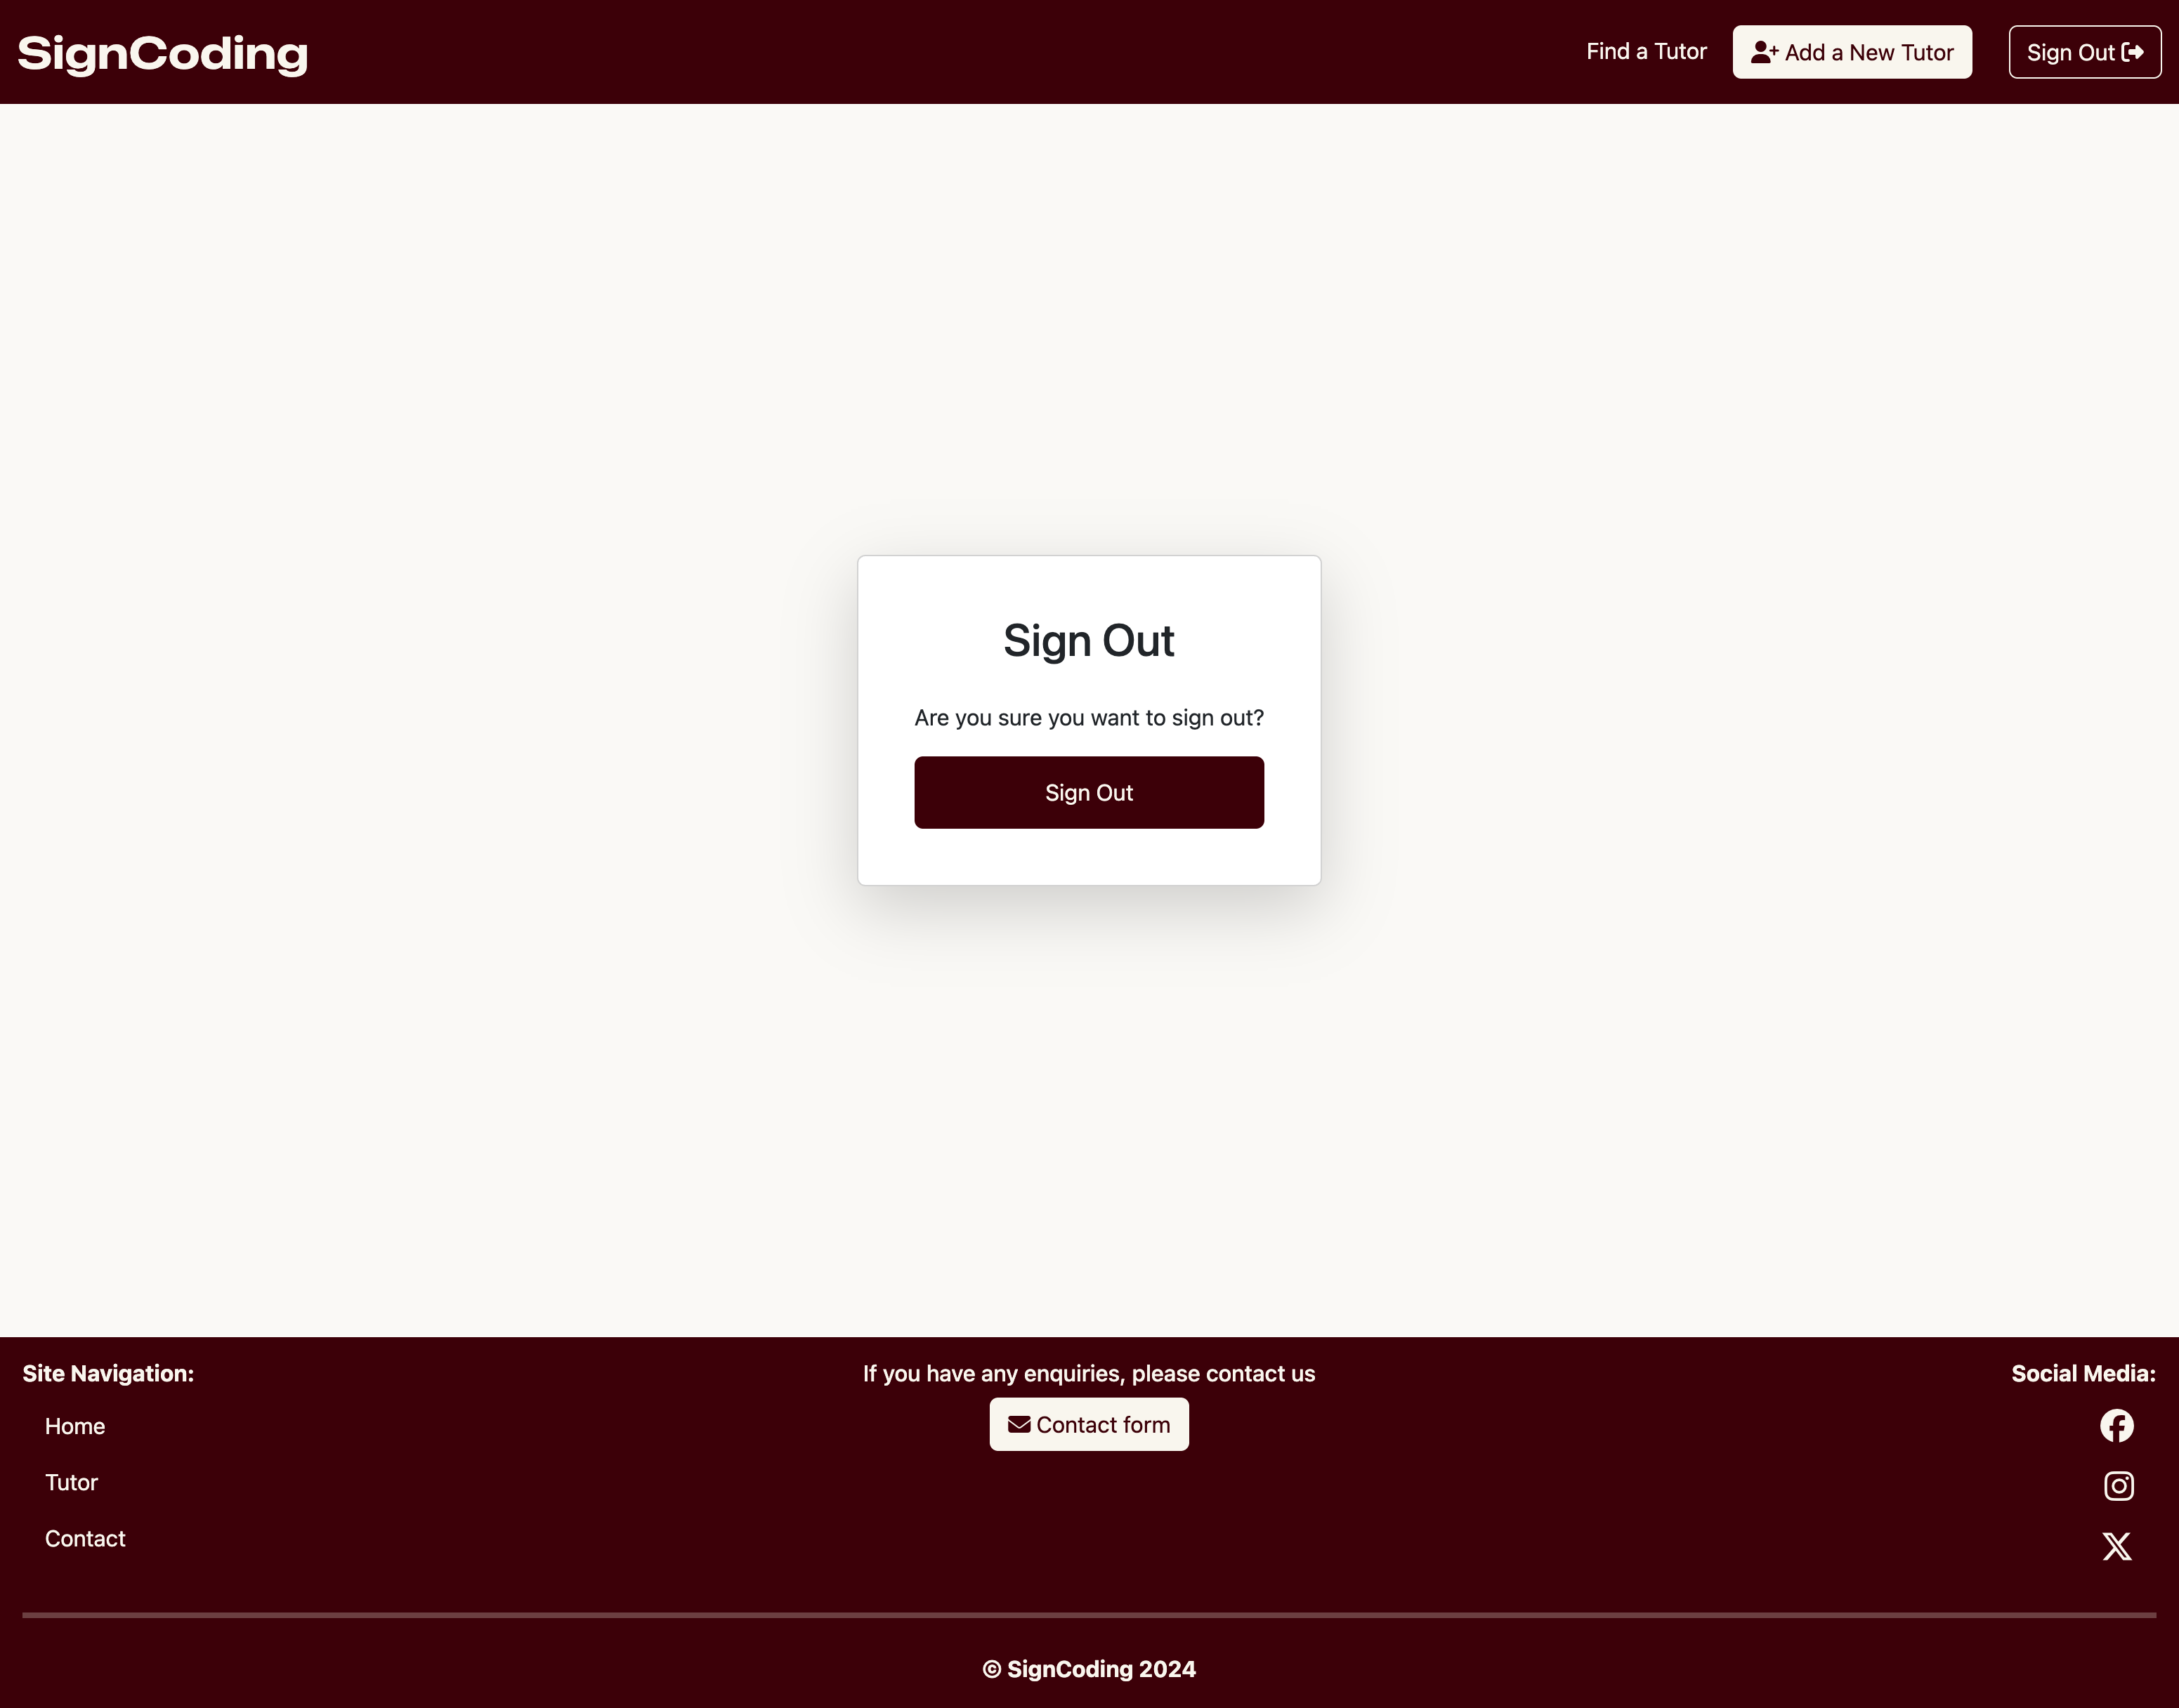 SignCoding
Find a Tutor
Add a New Tutor
Sign Out
Sign Out
Are you sure you want to sign out?
Sign Out
Site Navigation:
Home
Tutor
Contact
If you have any enquiries, please contact us
Contact form
Social Media:
© SignCoding 2024